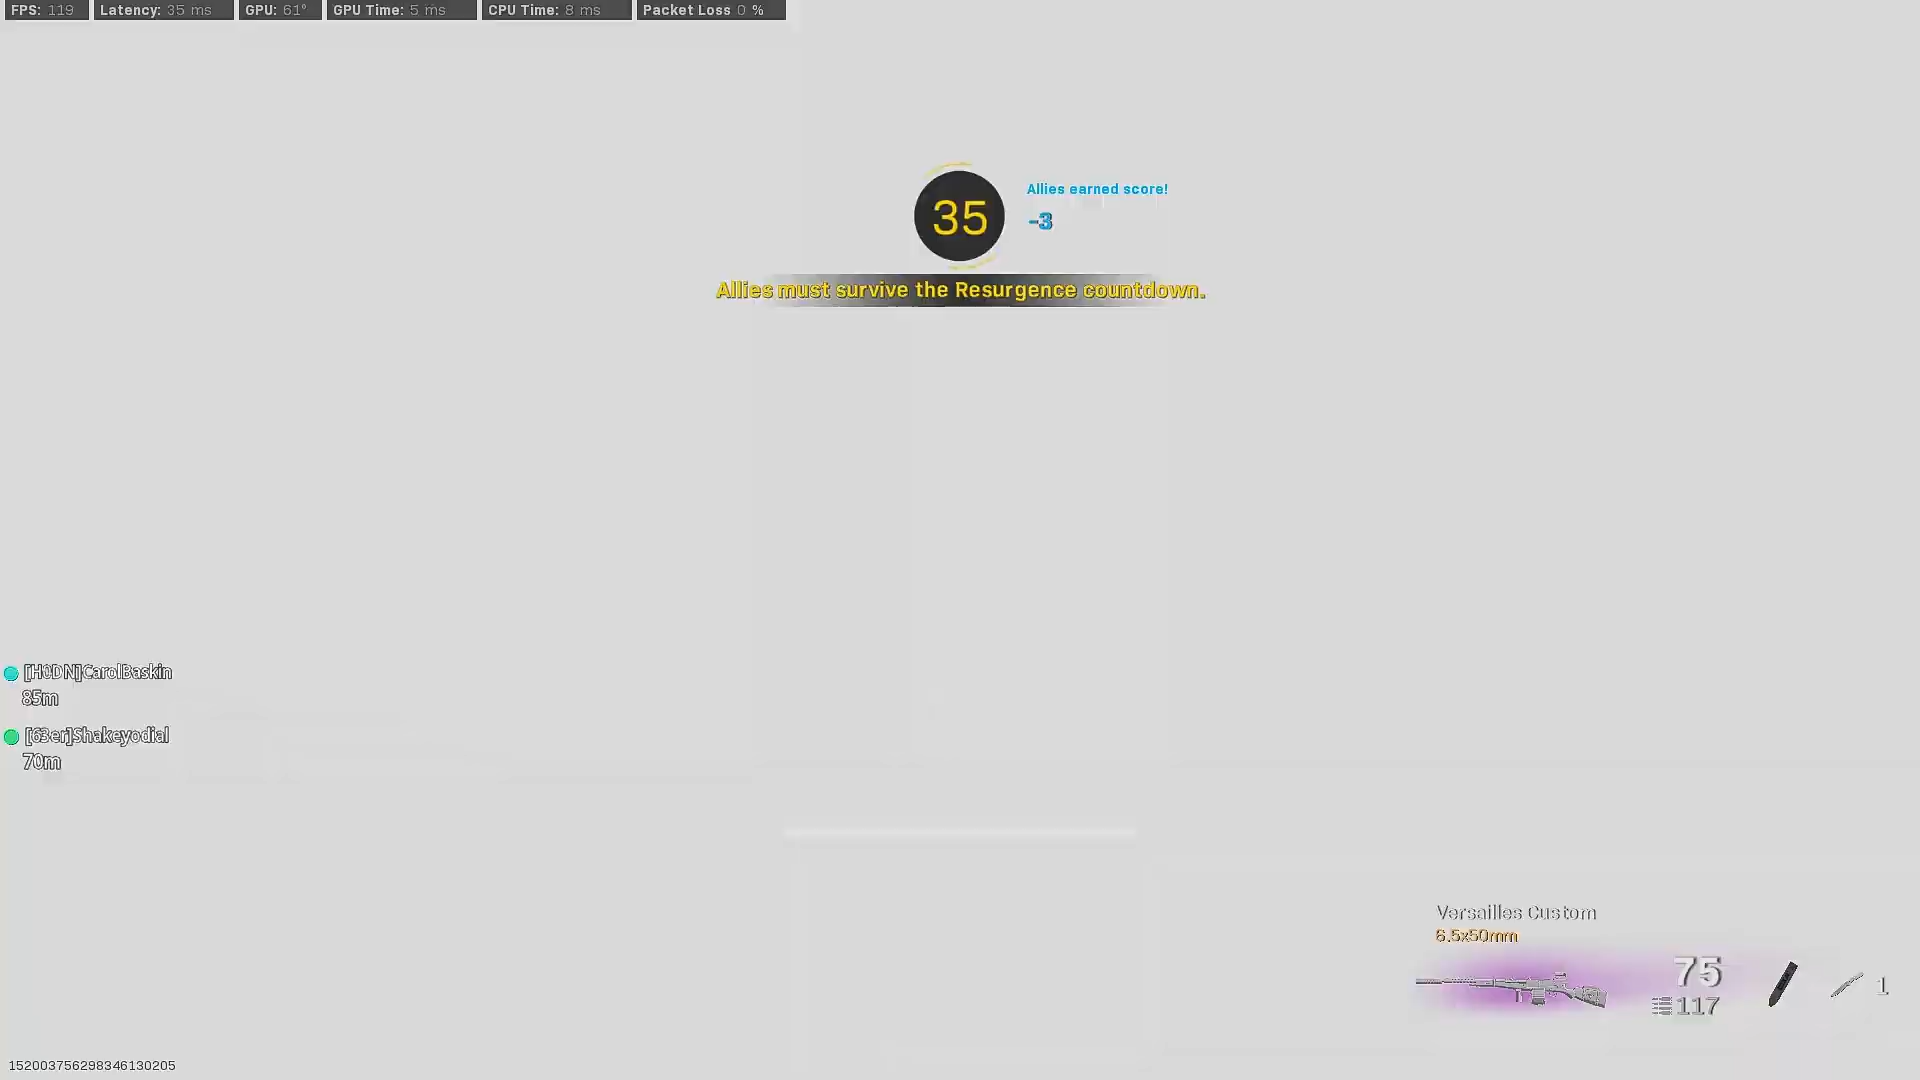 FPS: 119 Latency: 35 ms GPU: 61° GPU Time: 5 ms CPU Time: 8 ms Packet Loss 0 %
35
Allies earned score!
-3
Allies must survive the Resurgence countdown.
[H0DN]CarolBaskin
85m
[63er]Shakeyodial
70m
Versailles Custom
6.5x50mm
75
117
1
152003756298346130205